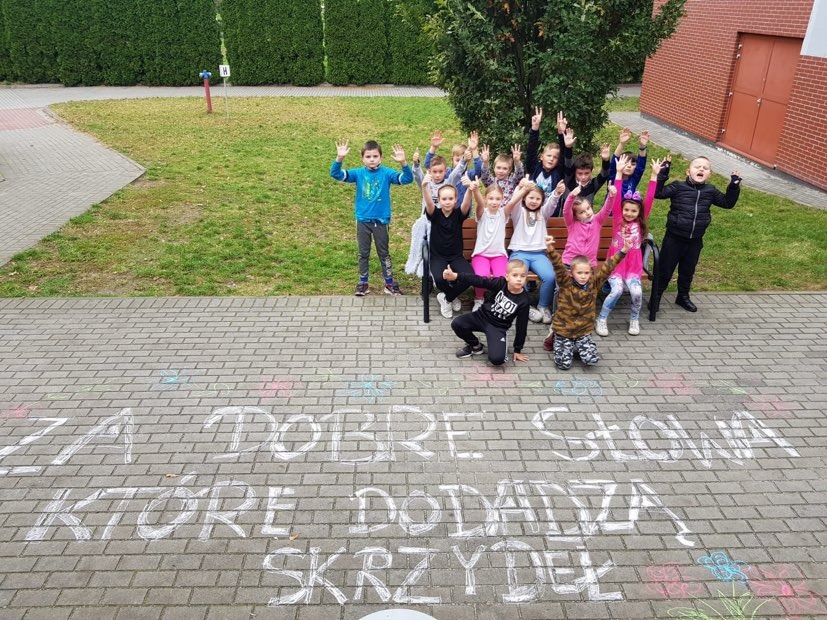 H
ZA DOBRE SŁOWA
KTÓRE DODADZĄ
SKRZYDEŁ